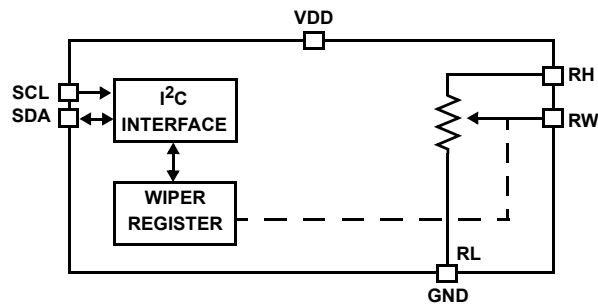 VDD
SCL
SDA
I²C
INTERFACE
WIPER
REGISTER
RH
RW
RL
GND